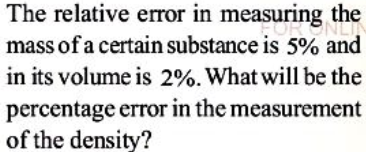 The relative error in measuring the
mass of a certain substance is 5% and
in its volume is 2%. What will be the
percentage error in the measurement
of the density?